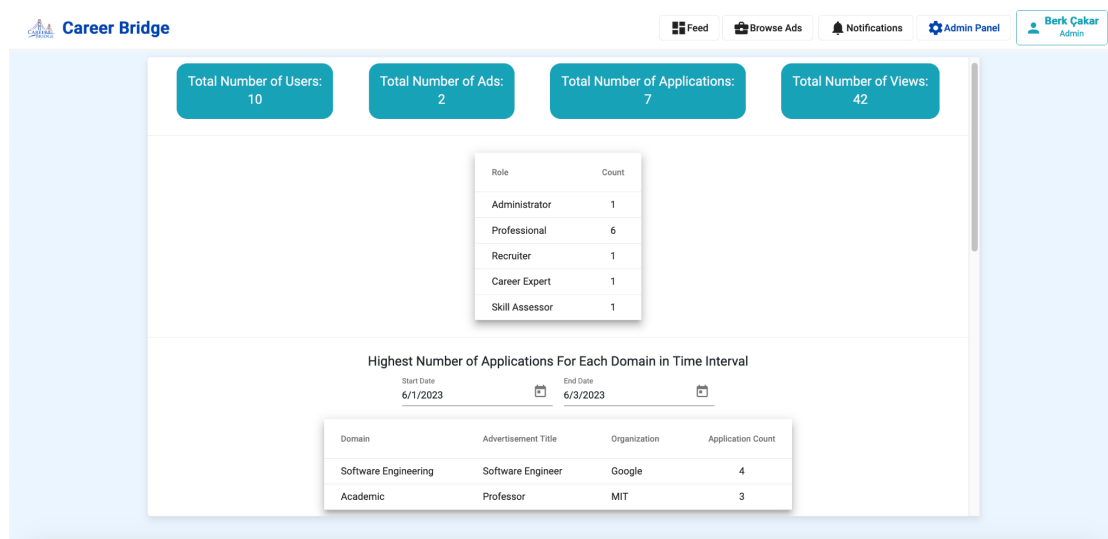 CAREER
BRIDGE
Career Bridge
Feed
Browse Ads
Notifications
Admin Panel
Berk Çakar
Admin
Total Number of Users:
10
Total Number of Ads:
2
Total Number of Applications:
7
Total Number of Views:
42
Role Count
Administrator 1
Professional 6
Recruiter 1
Career Expert 1
Skill Assessor 1
Highest Number of Applications For Each Domain in Time Interval
Start Date
6/1/2023
End Date
6/3/2023
Domain Advertisement Title Organization Application Count
Software Engineering Software Engineer Google 4
Academic Professor MIT 3